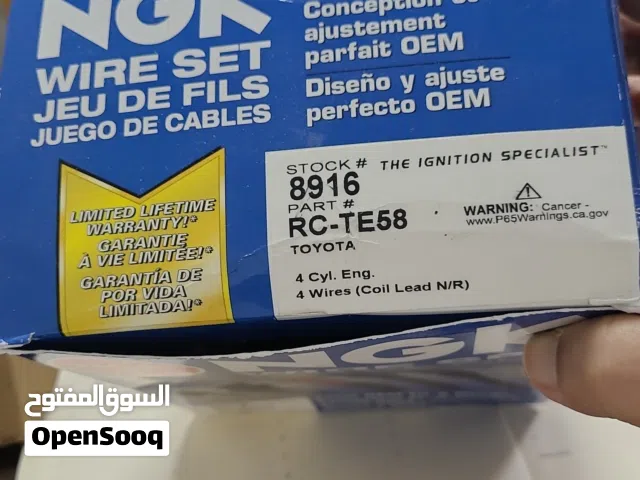 NGK
WIRE SET
JEU DE FILS
JUEGO DE CABLES
Conception
ajustement
parfait OEM
Diseño y ajuste
perfecto OEM
LIMITED LIFETIME
WARRANTY!*
GARANTIE
À VIE LIMITÉE!*
GARANTÍA DE
POR VIDA
LIMITADA!*
STOCK # THE IGNITION SPECIALIST™
8916
PART #
RC-TE58
TOYOTA
WARNING: Cancer -
www.P65Warnings.ca.gov
4 Cyl. Eng.
4 Wires (Coil Lead N/R)
NGK
السوق المفتوح
OpenSooq